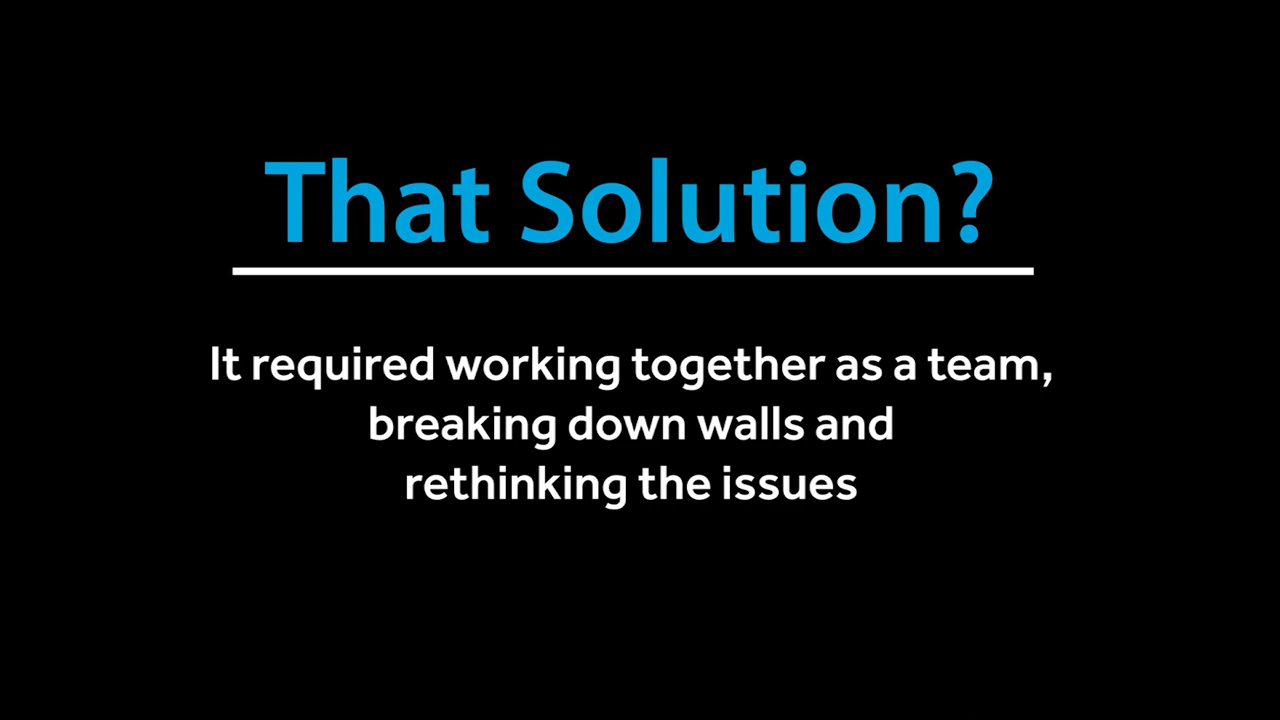 That Solution?
It required working together as a team,
breaking down walls and
rethinking the issues